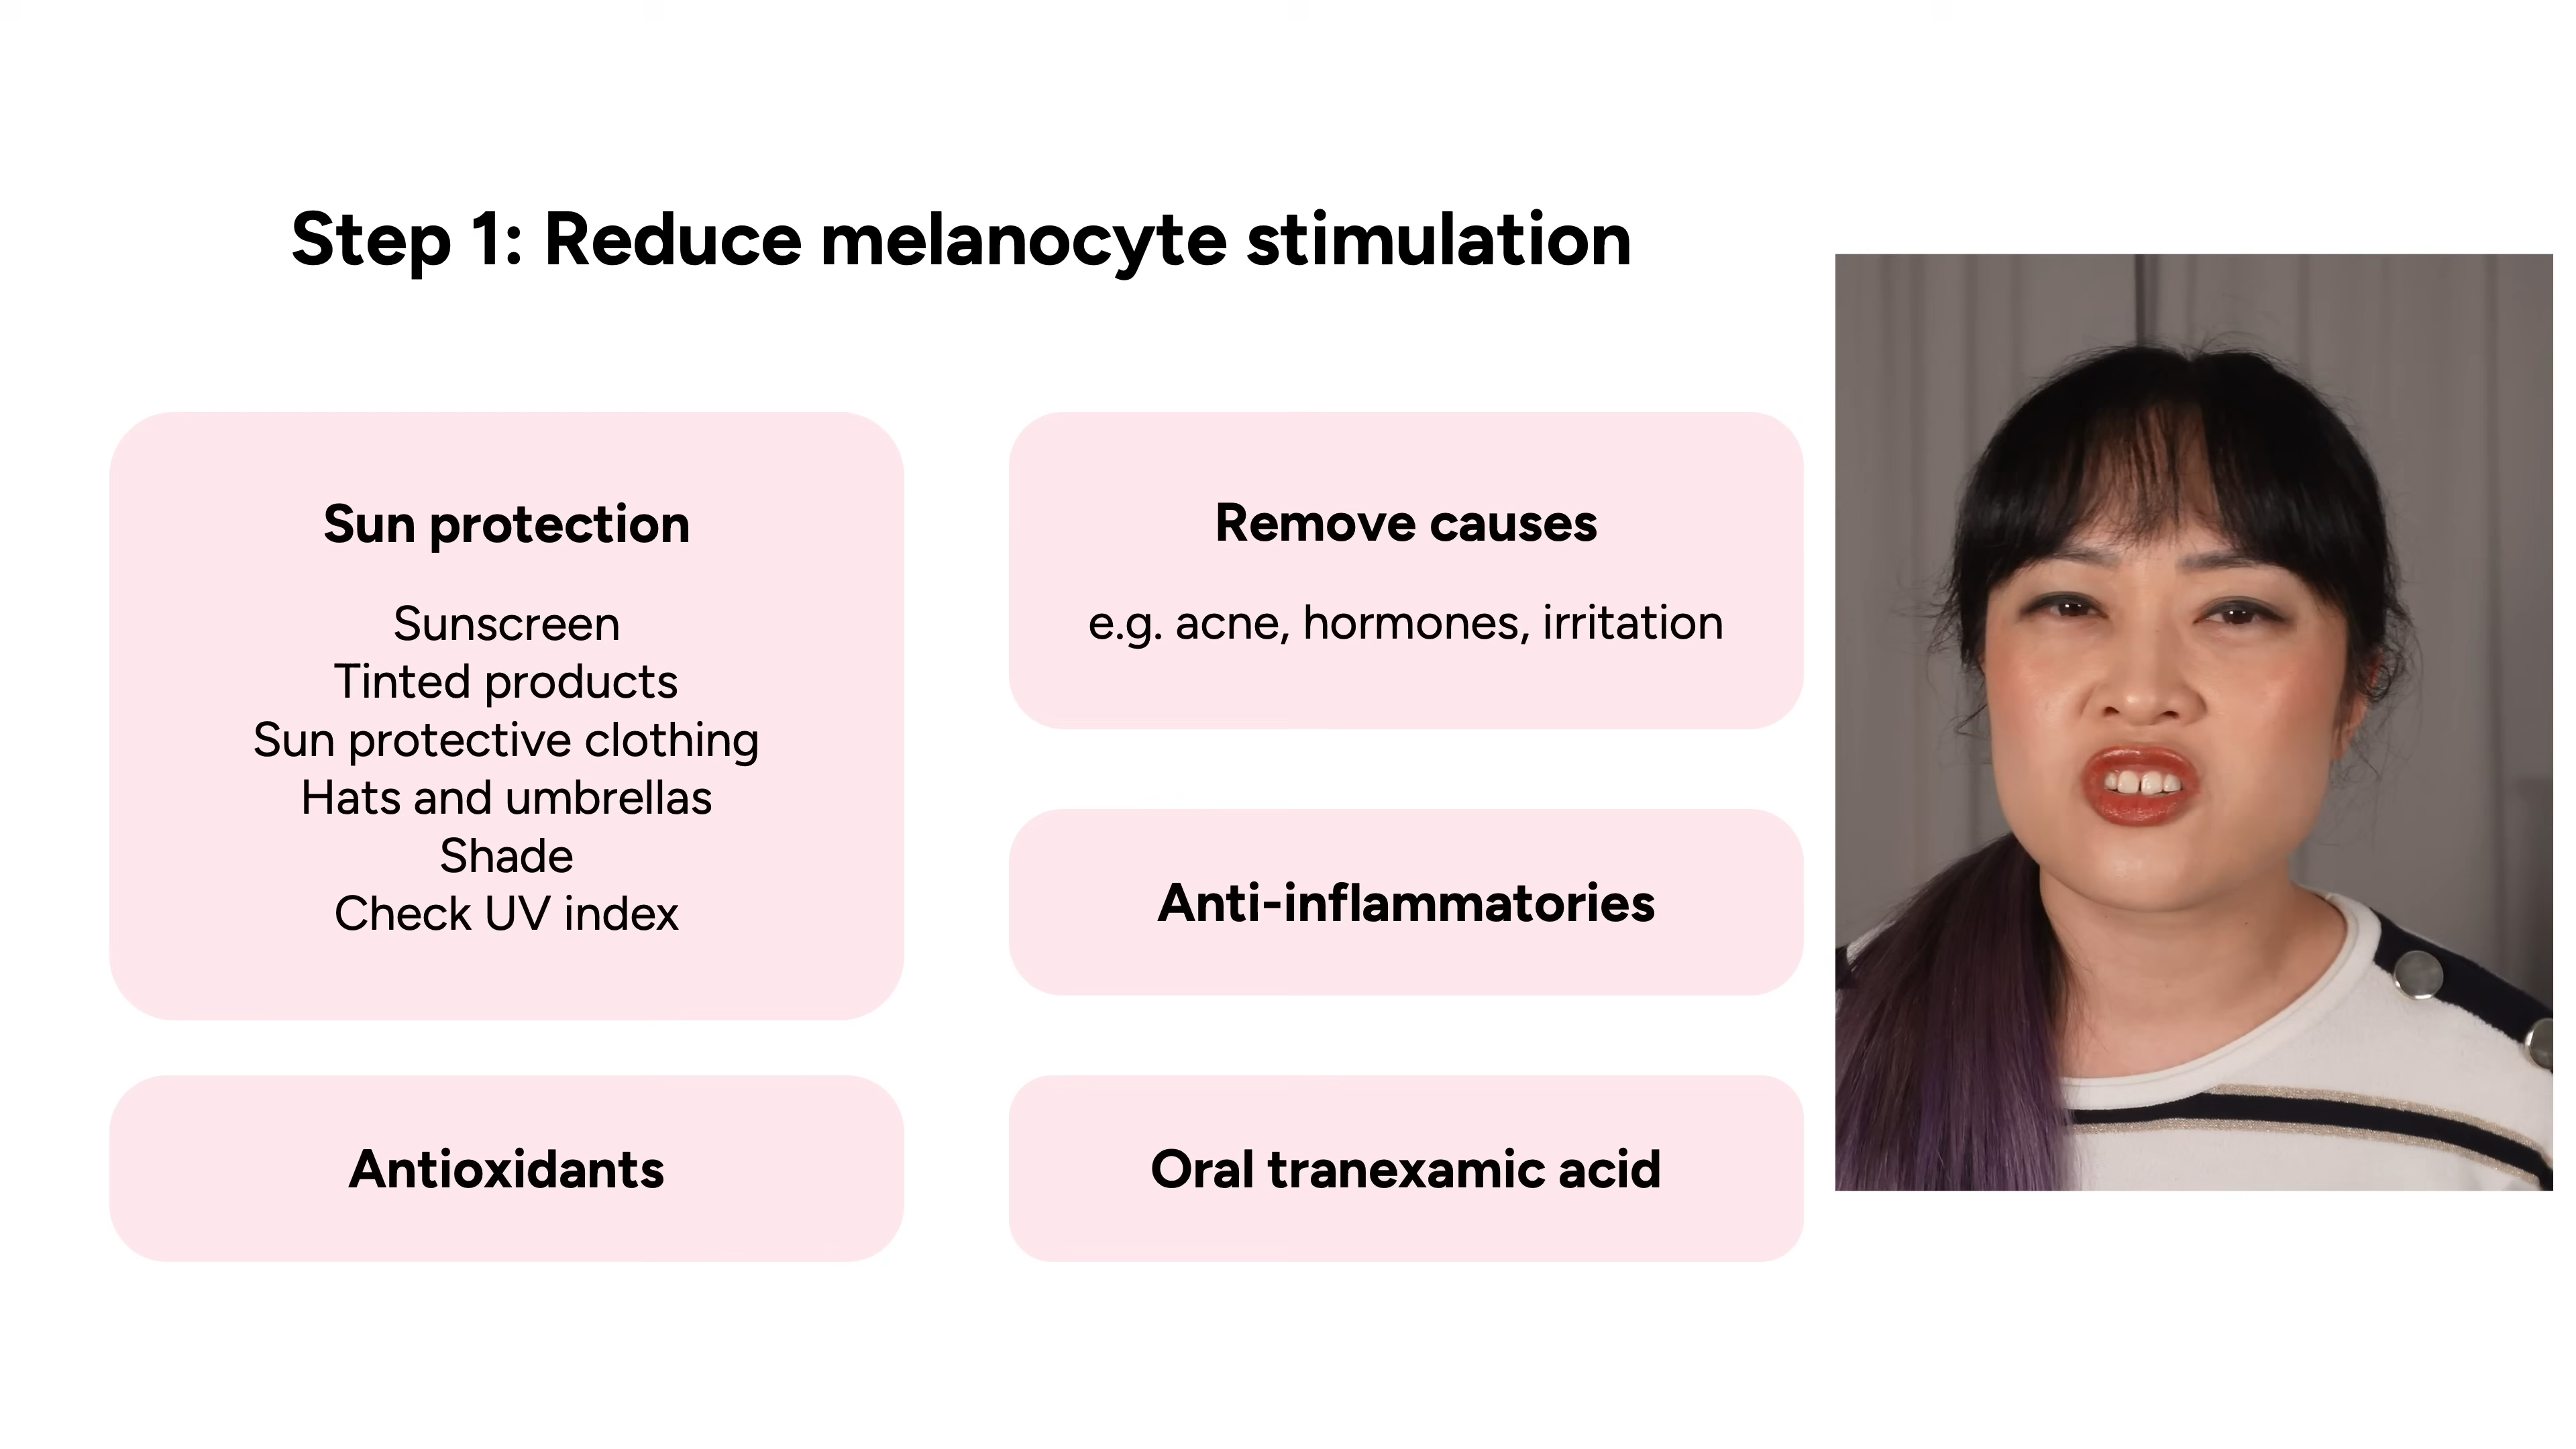 Step 1: Reduce melanocyte stimulation
Sun protection
Sunscreen
Tinted products
Sun protective clothing
Hats and umbrellas
Shade
Check UV index
Antioxidants
Remove causes
e.g. acne, hormones, irritation
Anti-inflammatories
Oral tranexamic acid